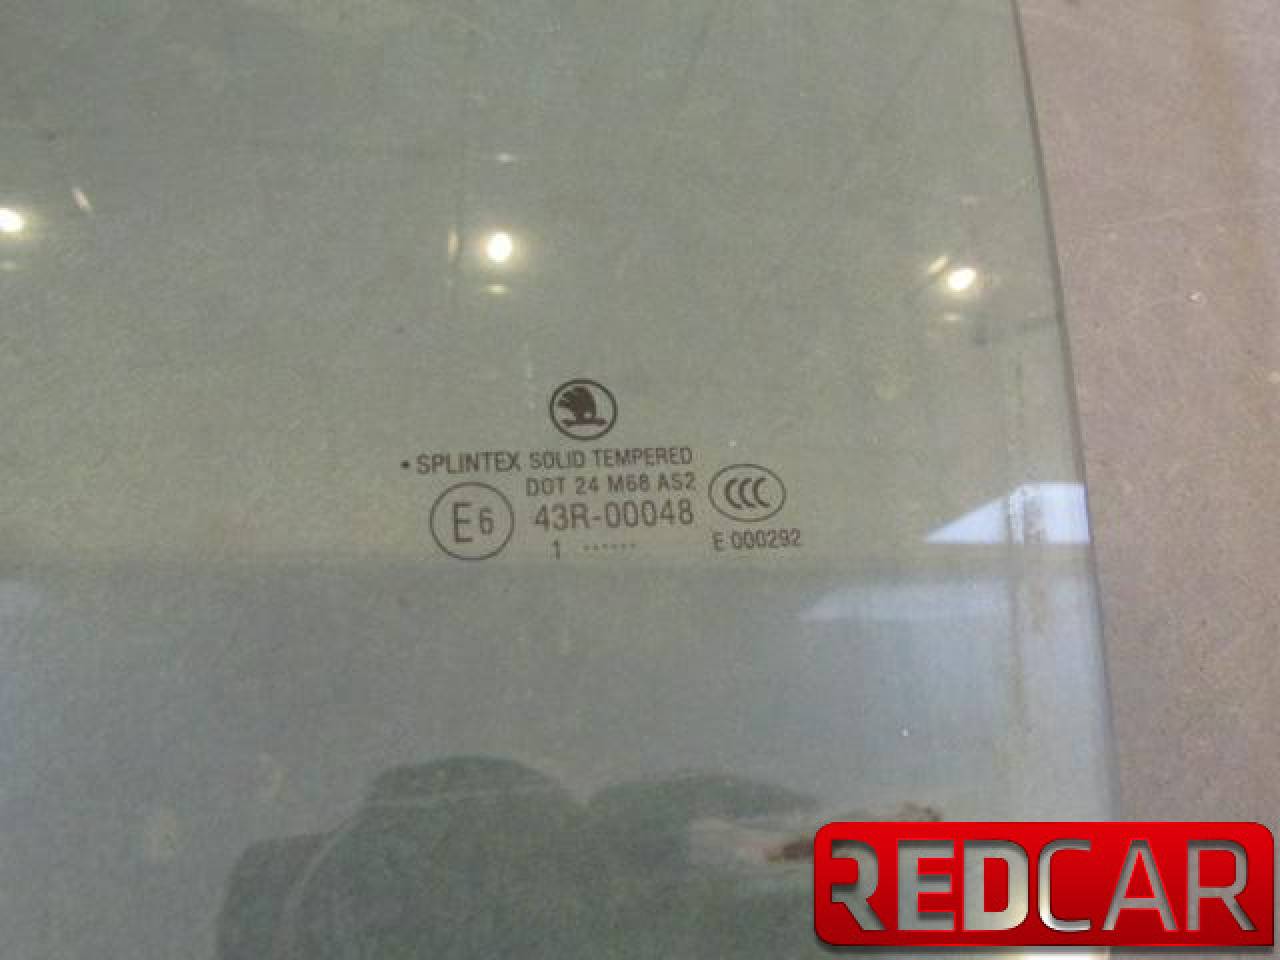 • SPLINTEX SOLID TEMPERED
DOT 24 M68 AS2
E6 43R-00048
1 ······
CCC
E 000292
REDCAR